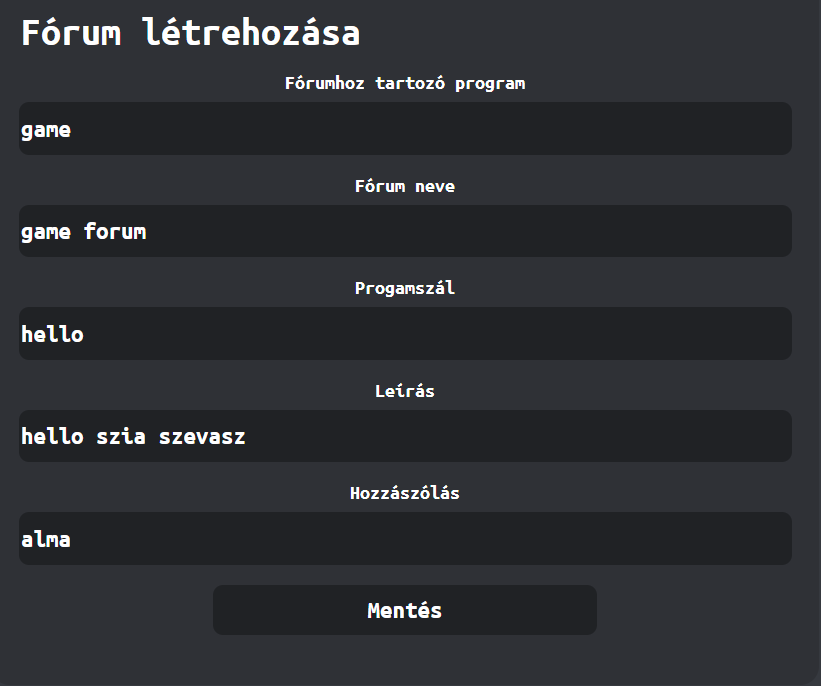 Fórum létrehozása
Fórumhoz tartozó program
game
Fórum neve
game forum
Progamszál
hello
Leírás
hello szia szevasz
Hozzászólás
alma
Mentés